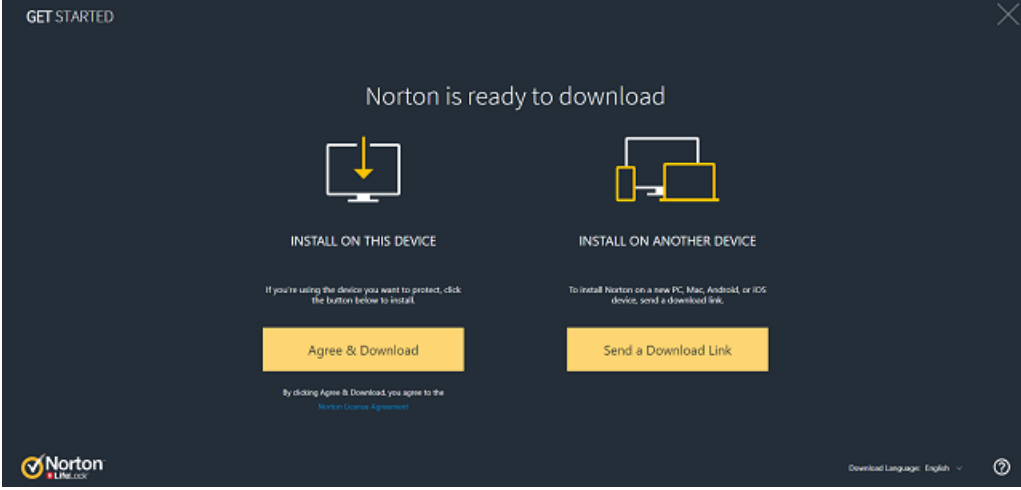 GET STARTED
Norton is ready to download
INSTALL ON THIS DEVICE
If you're using the device you want to protect, click
the button below to install.
Agree & Download
By clicking Agree & Download, you agree to the
Norton License Agreement
INSTALL ON ANOTHER DEVICE
To install Norton on a new PC, Mac, Android, or iOS
device, send a download link.
Send a Download Link
Norton
LifeLock
Download Language: English
?